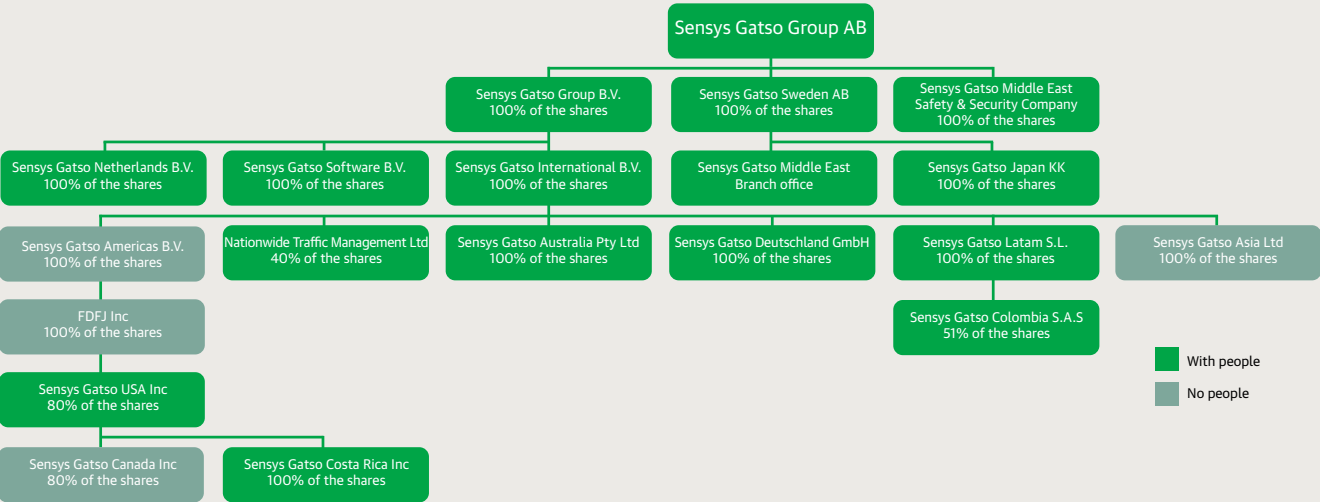 Sensys Gatso Group AB
Sensys Gatso Group B.V.
100% of the shares
Sensys Gatso Sweden AB
100% of the shares
Sensys Gatso Middle East
Safety & Security Company
100% of the shares
Sensys Gatso Netherlands B.V.
100% of the shares
Sensys Gatso Software B.V.
100% of the shares
Sensys Gatso International B.V.
100% of the shares
Sensys Gatso Middle East
Branch office
Sensys Gatso Japan KK
100% of the shares
Sensys Gatso Americas B.V.
100% of the shares
Nationwide Traffic Management Ltd
40% of the shares
Sensys Gatso Australia Pty Ltd
100% of the shares
Sensys Gatso Deutschland GmbH
100% of the shares
Sensys Gatso Latam S.L.
100% of the shares
Sensys Gatso Asia Ltd
100% of the shares
FDFJ Inc
100% of the shares
Sensys Gatso Colombia S.A.S
51% of the shares
Sensys Gatso USA Inc
80% of the shares
Sensys Gatso Canada Inc
80% of the shares
Sensys Gatso Costa Rica Inc
100% of the shares
With people
No people